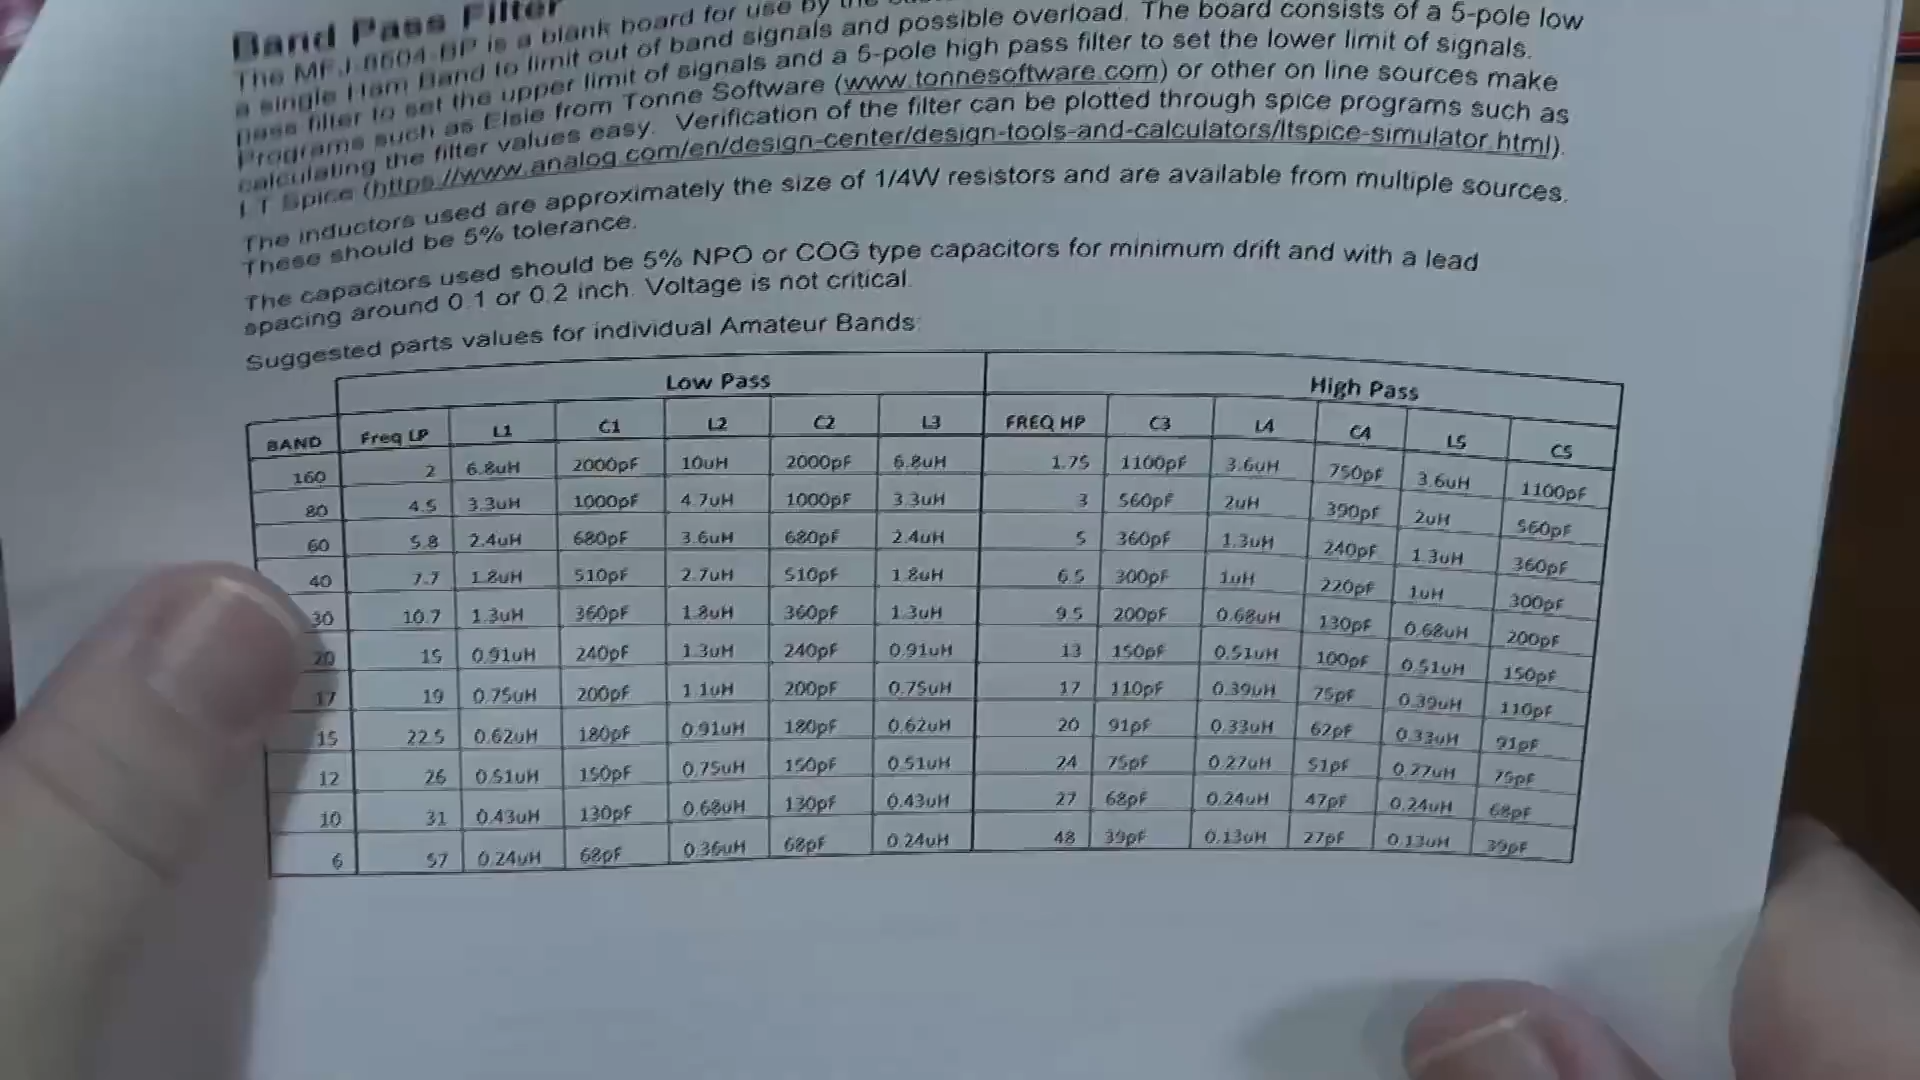 Band Pass Filter
The MFJ-8604-BP is a blank board for use by the
a single Ham Band to limit out of band signals and possible overload. The board consists of a 5-pole low
pass filter to set the upper limit of signals and a 5-pole high pass filter to set the lower limit of signals.
Programs such as Elsie from Tonne Software (www.tonnesoftware.com) or other on line sources make
calculating the filter values easy. Verification of the filter can be plotted through spice programs such as
LT Spice (https://www.analog.com/en/design-center/design-tools-and-calculators/ltspice-simulator.html).
The inductors used are approximately the size of 1/4W resistors and are available from multiple sources.
These should be 5% tolerance.
The capacitors used should be 5% NPO or COG type capacitors for minimum drift and with a lead
spacing around 0.1 or 0.2 inch. Voltage is not critical.
Suggested parts values for individual Amateur Bands:
Low Pass High Pass
BAND Freq LP L1 C1 L2 C2 L3 FREQ HP C3 L4 C4 L5 C5
160 2 6.8uH 2000pF 10uH 2000pF 6.8uH 1.75 1100pF 3.6uH 750pF 3.6uH 1100pF
80 4.5 3.3uH 1000pF 4.7uH 1000pF 3.3uH 3 560pF 2uH 390pF 2uH 560pF
60 5.8 2.4uH 680pF 3.6uH 680pF 2.4uH 5 360pF 1.3uH 240pF 1.3uH 360pF
40 7.7 1.8uH 510pF 2.7uH 510pF 1.8uH 6.5 300pF 1uH 220pF 1uH 300pF
30 10.7 1.3uH 360pF 1.8uH 360pF 1.3uH 9.5 200pF 0.68uH 130pF 0.68uH 200pF
20 15 0.91uH 240pF 1.3uH 240pF 0.91uH 13 150pF 0.51uH 100pF 0.51uH 150pF
17 19 0.75uH 200pF 1.1uH 200pF 0.75uH 17 110pF 0.39uH 75pF 0.39uH 110pF
15 22.5 0.62uH 180pF 0.91uH 180pF 0.62uH 20 91pF 0.33uH 62pF 0.33uH 91pF
12 26 0.51uH 150pF 0.75uH 150pF 0.51uH 24 75pF 0.27uH 51pF 0.27uH 75pF
10 31 0.43uH 130pF 0.68uH 130pF 0.43uH 27 68pF 0.24uH 47pF 0.24uH 68pF
6 57 0.24uH 68pF 0.36uH 68pF 0.24uH 48 39pF 0.13uH 27pF 0.13uH 39pF